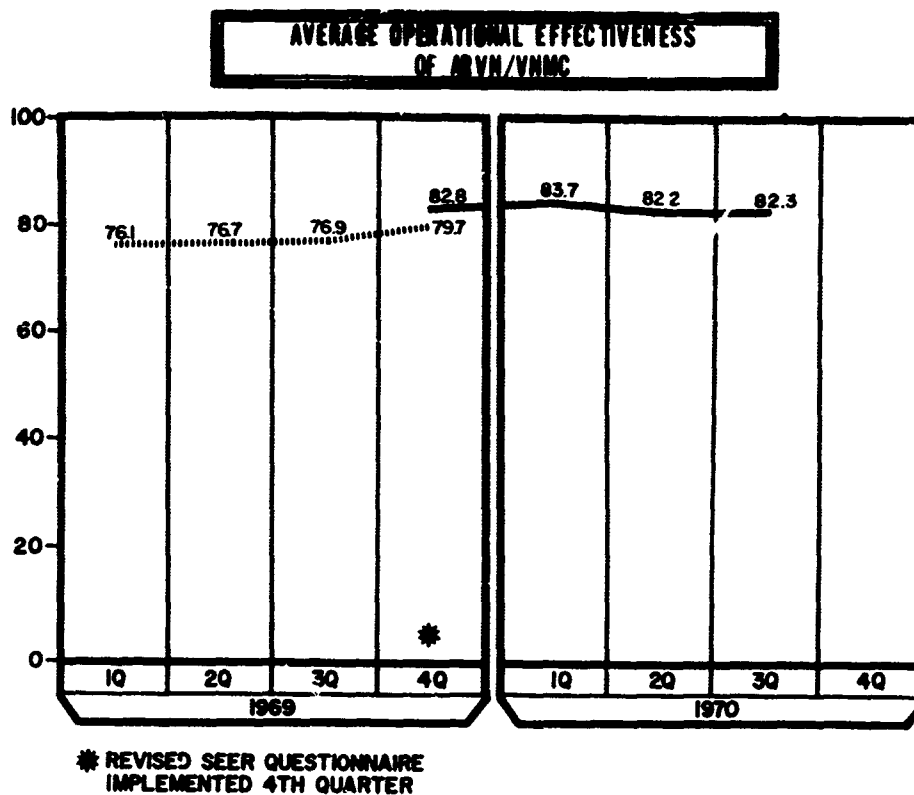 AVERAGE OPERATIONAL EFFECTIVENESS
OF ARVN/VNMC
100
80
60
40
20
0
76.1
76.7
76.9
82.8
79.7
83.7
82.2
82.3
*
1Q 2Q 3Q 4Q
1969
1Q 2Q 3Q 4Q
1970
* REVISED SEER QUESTIONNAIRE
IMPLEMENTED 4TH QUARTER